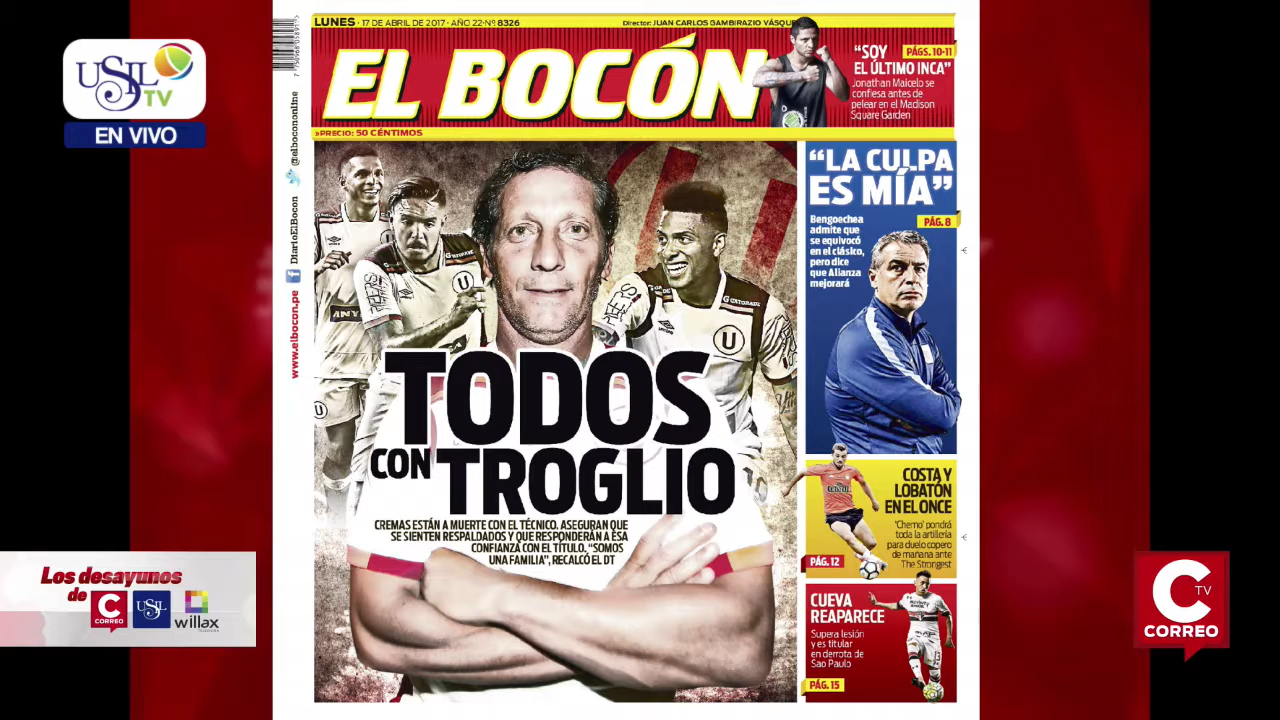 USIL
TV
EN VIVO
LUNES · 17 DE ABRIL DE 2017 · AÑO 22 · Nº 8326
Director: JUAN CARLOS GAMBIRAZIO VÁSQUE
EL BOCÓN
»PRECIO: 50 CÉNTIMOS
PÁGS. 10-11
“SOY
EL ÚLTIMO INCA”
Jonathan Maicelo se
confiesa antes de
pelear en el Madison
Square Garden
@elbocononline
DiarioElBocon
www.elbocon.pe
TODOS
CON TROGLIO
CREMAS ESTÁN A MUERTE CON EL TÉCNICO. ASEGURAN QUE
SE SIENTEN RESPALDADOS Y QUE RESPONDERÁN A ESA
CONFIANZA CON EL TÍTULO. “SOMOS
UNA FAMILIA”, RECALCÓ EL DT
GATORADE
U
“LA CULPA
ES MÍA”
PÁG. 8
Bengoechea
admite que
se equivocó
en el clásico,
pero dice
que Alianza
mejorará
COSTA Y
LOBATÓN
EN EL ONCE
‘Chemo’ pondrá
toda la artillería
para duelo copero
de mañana ante
The Strongest
PÁG. 12
CUEVA
REAPARECE
Supera lesión
y es titular
en derrota de
Sao Paulo
PÁG. 15
Los desayunos
de
C
CORREO
USIL
willax
TELEVISIÓN
C
TV
CORREO